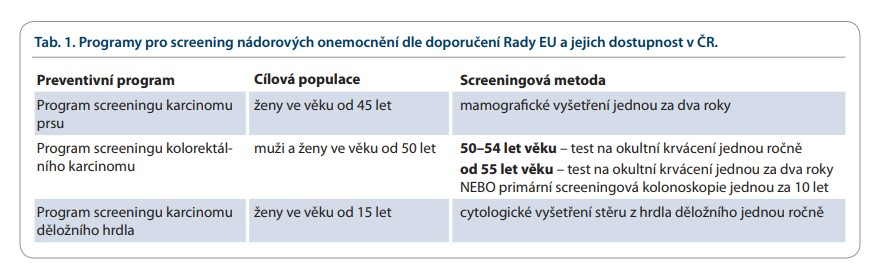 Tab. 1. Programy pro screening nádorových onemocnění dle doporučení Rady EU a jejich dostupnost v ČR.
Preventivní program Cílová populace Screeningová metoda
Program screeningu karcinomu prsu ženy ve věku od 45 let mamografické vyšetření jednou za dva roky
Program screeningu kolorektál-
ního karcinomu
muži a ženy ve věku od 50 let
50–54 let věku – test na okultní krvácení jednou ročně
od 55 let věku – test na okultní krvácení jednou za dva roky
NEBO primární screeningová kolonoskopie jednou za 10 let
Program screeningu karcinomu
děložního hrdla
ženy ve věku od 15 let
cytologické vyšetření stěru z hrdla děložního jednou ročně